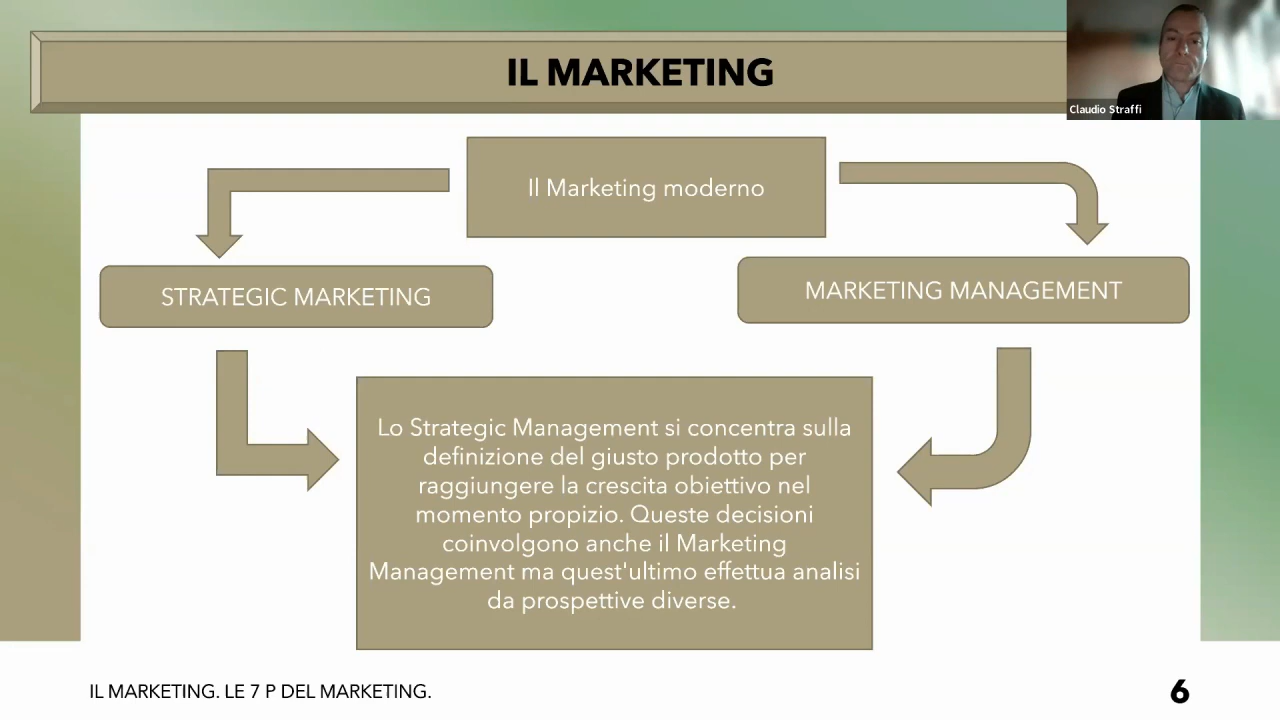 IL MARKETING
Claudio Straffi
Il Marketing moderno
STRATEGIC MARKETING
MARKETING MANAGEMENT
Lo Strategic Management si concentra sulla
definizione del giusto prodotto per
raggiungere la crescita obiettivo nel
momento propizio. Queste decisioni
coinvolgono anche il Marketing
Management ma quest'ultimo effettua analisi
da prospettive diverse.
IL MARKETING. LE 7 P DEL MARKETING.
6